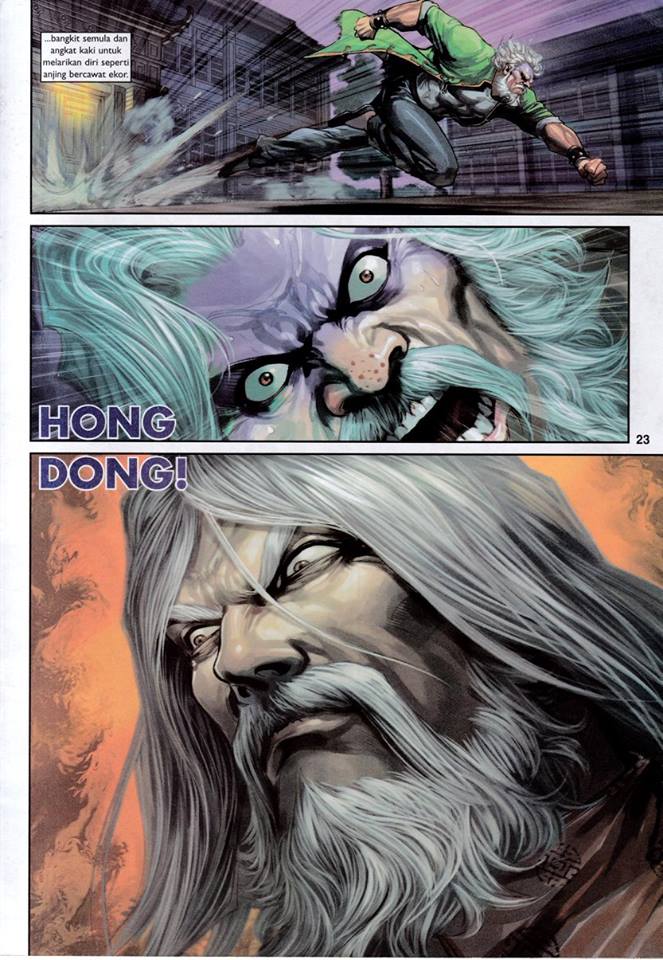 ...bangkit semula dan
angkat kaki untuk
melarikan diri seperti
anjing bercawat ekor.
HONG
23
DONG!